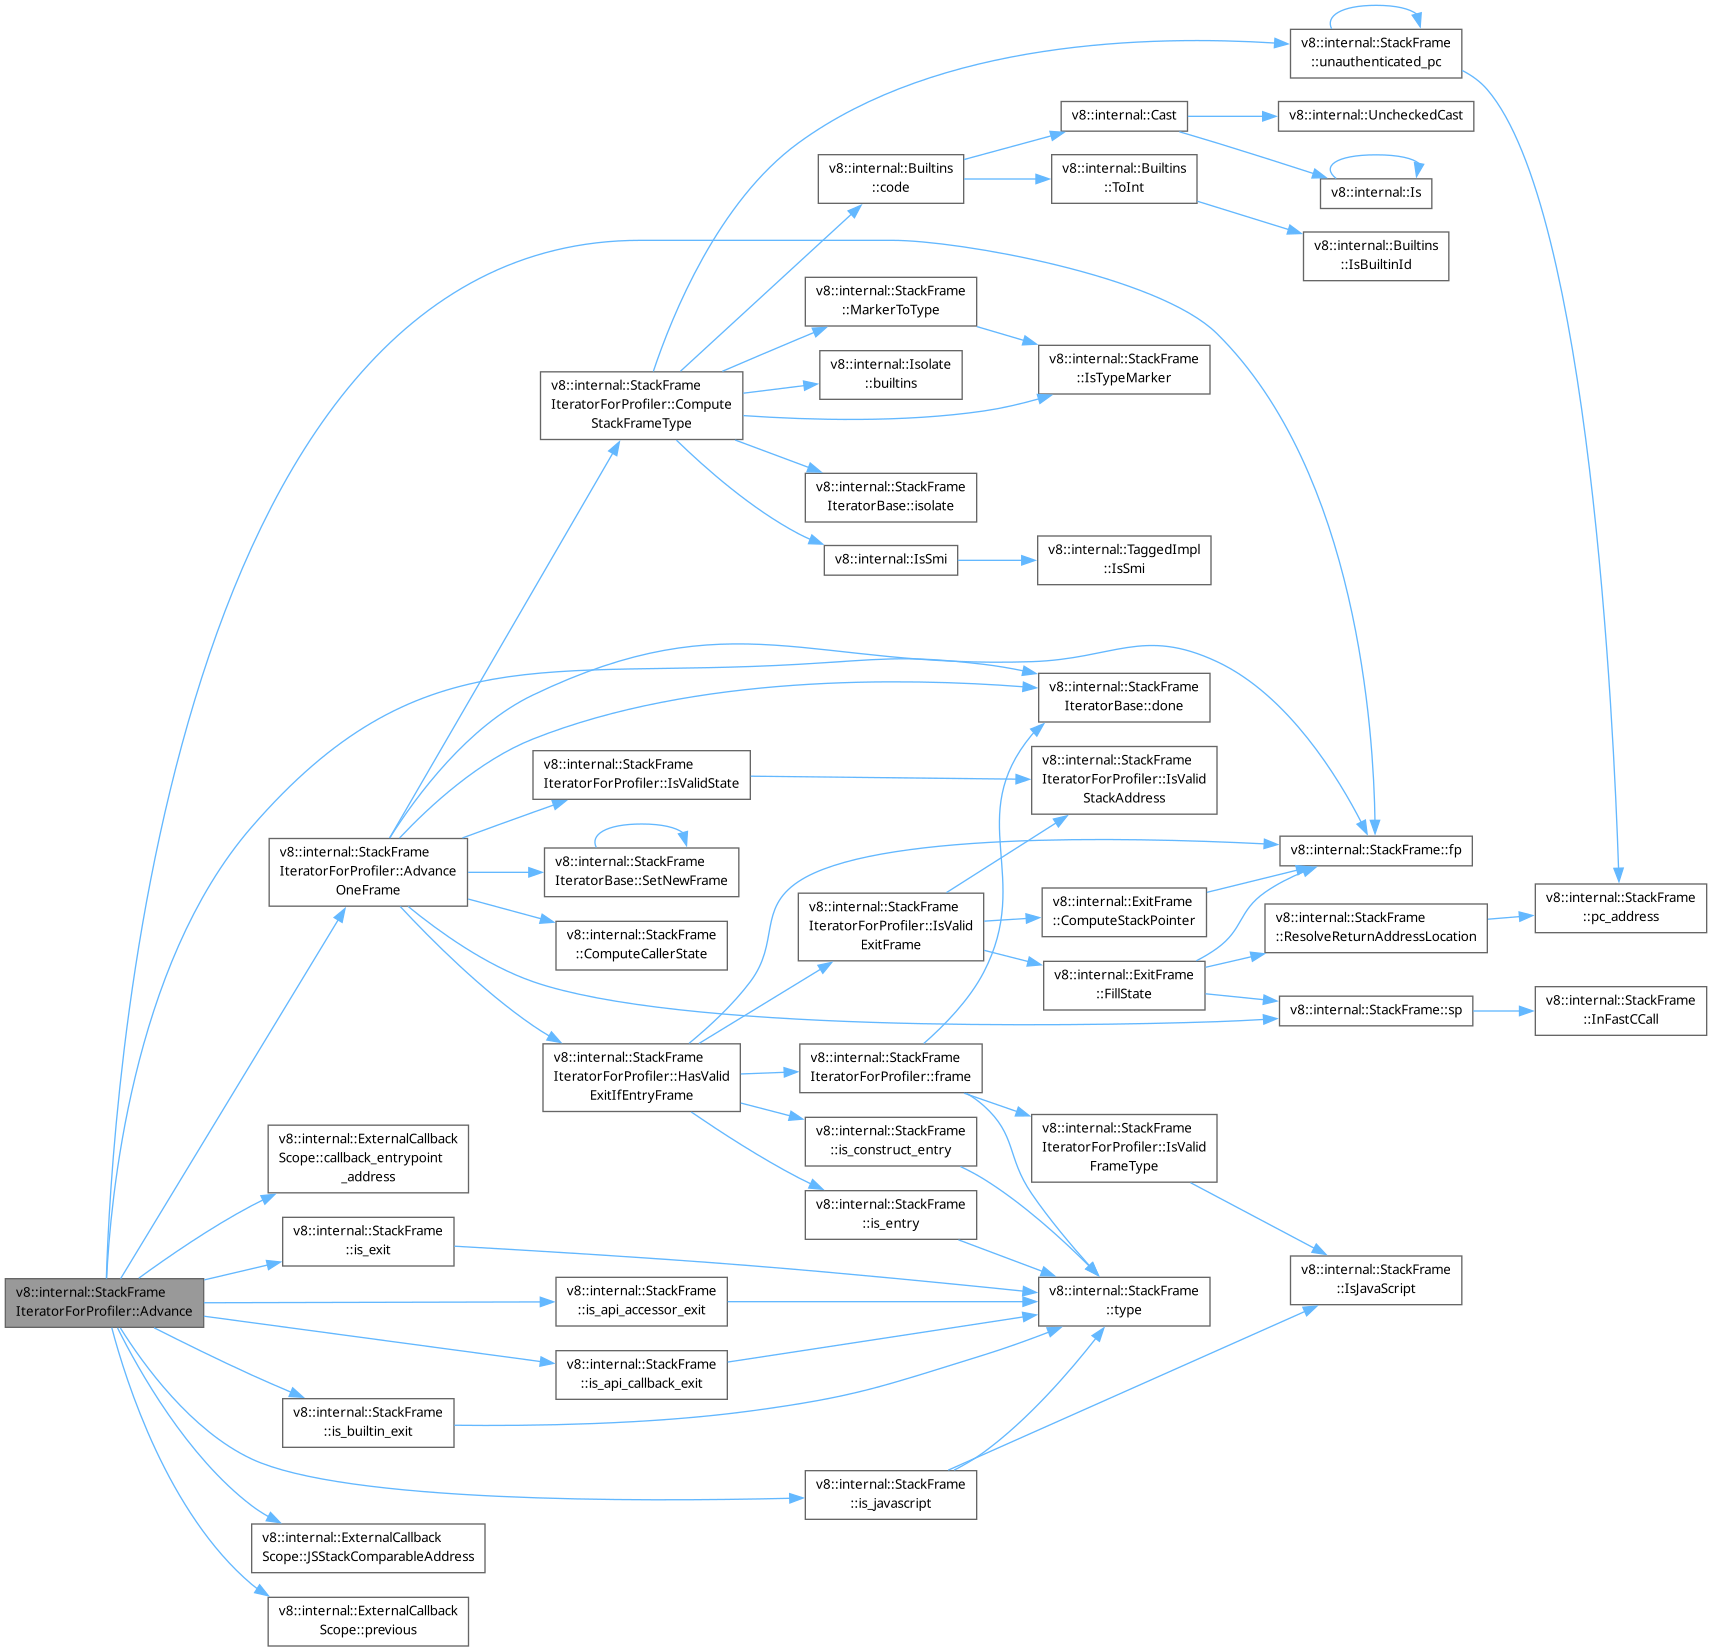 v8::internal::StackFrame
::unauthenticated_pc
v8::internal::Cast
v8::internal::UncheckedCast
v8::internal::Builtins
::code
v8::internal::Builtins
::ToInt
v8::internal::Is
v8::internal::Builtins
::IsBuiltinId
v8::internal::StackFrame
::MarkerToType
v8::internal::StackFrame
::IsTypeMarker
v8::internal::Isolate
::builtins
v8::internal::StackFrame
IteratorForProfiler::Compute
StackFrameType
v8::internal::StackFrame
IteratorBase::isolate
v8::internal::IsSmi
v8::internal::TaggedImpl
::IsSmi
v8::internal::StackFrame
IteratorBase::done
v8::internal::StackFrame
IteratorForProfiler::IsValidState
v8::internal::StackFrame
IteratorForProfiler::IsValid
StackAddress
v8::internal::StackFrame
IteratorForProfiler::Advance
OneFrame
v8::internal::StackFrame
IteratorBase::SetNewFrame
v8::internal::StackFrame::fp
v8::internal::StackFrame
::pc_address
v8::internal::StackFrame
IteratorForProfiler::IsValid
ExitFrame
v8::internal::ExitFrame
::ComputeStackPointer
v8::internal::StackFrame
::ResolveReturnAddressLocation
v8::internal::StackFrame
::ComputeCallerState
v8::internal::ExitFrame
::FillState
v8::internal::StackFrame::sp
v8::internal::StackFrame
::InFastCCall
v8::internal::StackFrame
IteratorForProfiler::HasValid
ExitIfEntryFrame
v8::internal::StackFrame
IteratorForProfiler::frame
v8::internal::StackFrame
::is_construct_entry
v8::internal::StackFrame
IteratorForProfiler::IsValid
FrameType
v8::internal::ExternalCallback
Scope::callback_entrypoint
_address
v8::internal::StackFrame
::is_entry
v8::internal::StackFrame
::is_exit
v8::internal::StackFrame
::IsJavaScript
v8::internal::StackFrame
IteratorForProfiler::Advance
v8::internal::StackFrame
::is_api_accessor_exit
v8::internal::StackFrame
::type
v8::internal::StackFrame
::is_api_callback_exit
v8::internal::StackFrame
::is_builtin_exit
v8::internal::StackFrame
::is_javascript
v8::internal::ExternalCallback
Scope::JSStackComparableAddress
v8::internal::ExternalCallback
Scope::previous